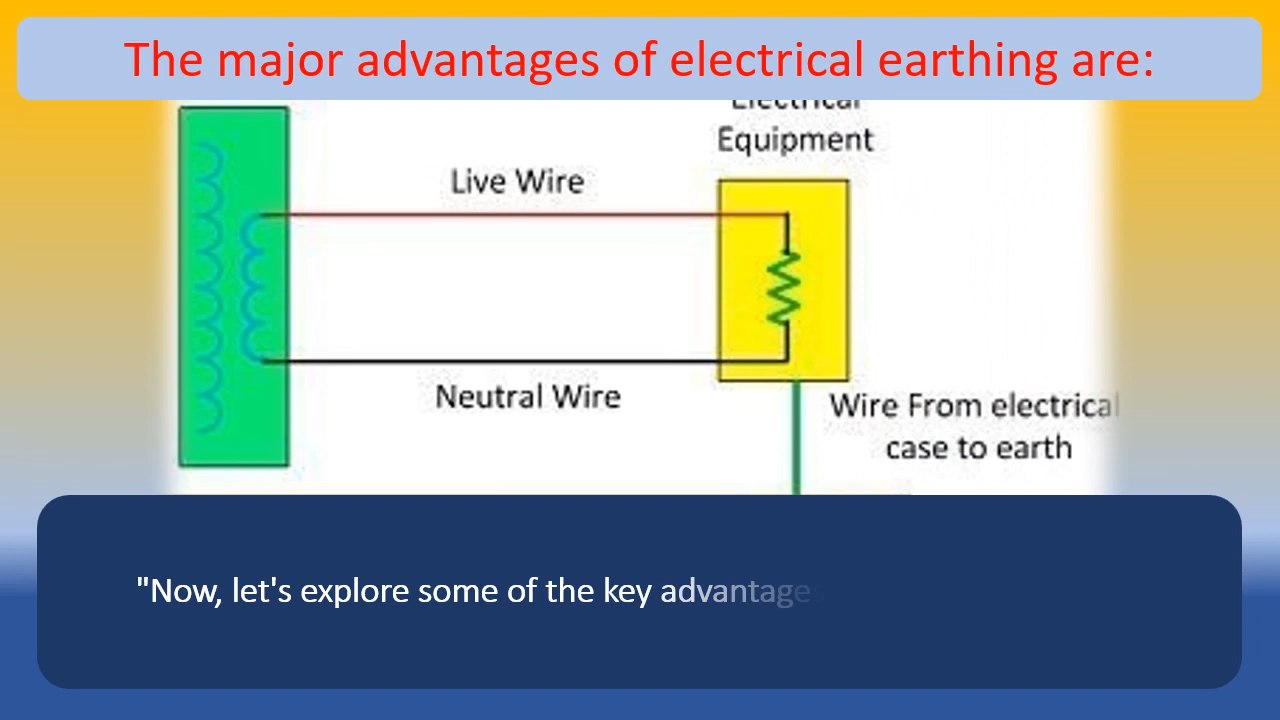 The major advantages of electrical earthing are:
Electrical
Equipment
Live Wire
Neutral Wire
Wire From electrical
case to earth
"Now, let's explore some of the key advantages